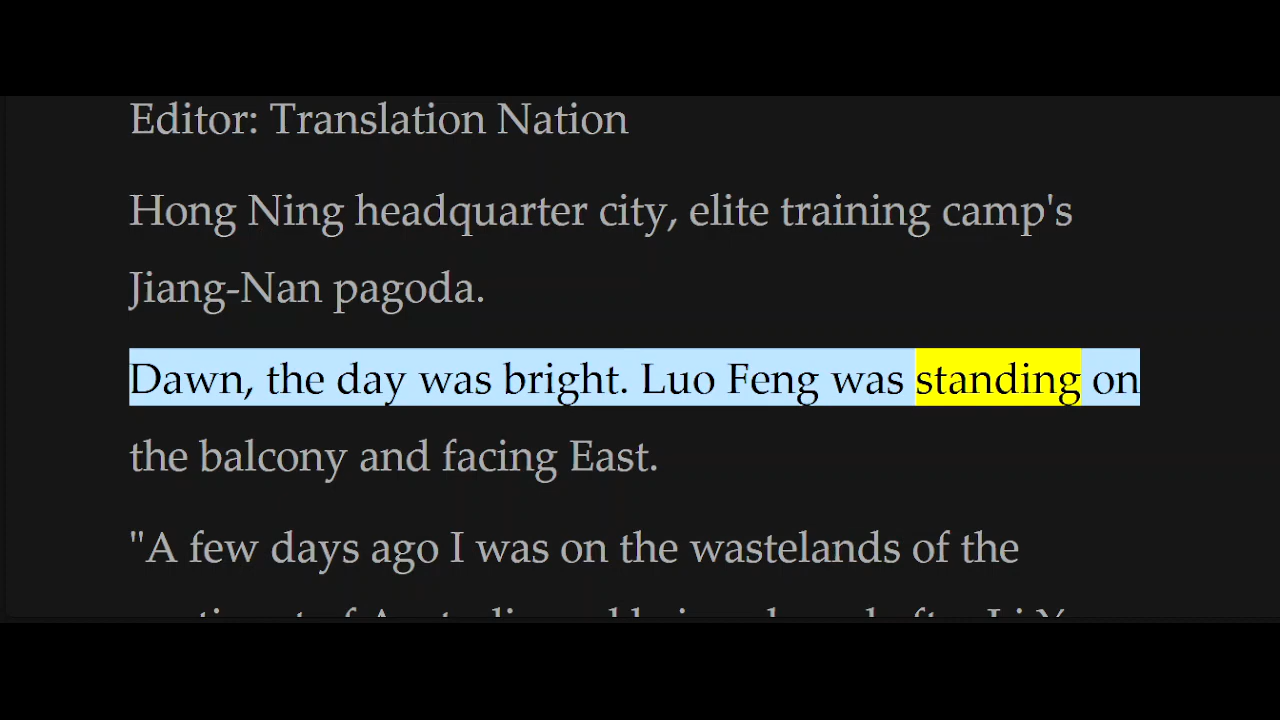 Editor: Translation Nation
Hong Ning headquarter city, elite training camp's
Jiang-Nan pagoda.
Dawn, the day was bright. Luo Feng was standing on
the balcony and facing East.
"A few days ago I was on the wastelands of the